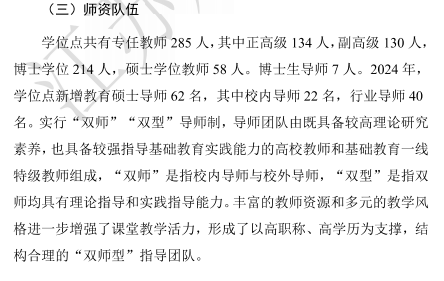 （三）师资队伍
学位点共有专任教师 285 人，其中正高级 134 人，副高级 130 人，
博士学位 214 人，硕士学位教师 58 人。博士生导师 7 人。2024 年，
学位点新增教育硕士导师 62 名，其中校内导师 22 名，行业导师 40
名。实行“双师”“双型”导师制，导师团队由既具备较高理论研究
素养，也具备较强指导基础教育实践能力的高校教师和基础教育一线
特级教师组成，“双师”是指校内导师与校外导师，“双型”是指双
师均具有理论指导和实践指导能力。丰富的教师资源和多元的教学风
格进一步增强了课堂教学活力，形成了以高职称、高学历为支撑，结
构合理的“双师型”指导团队。